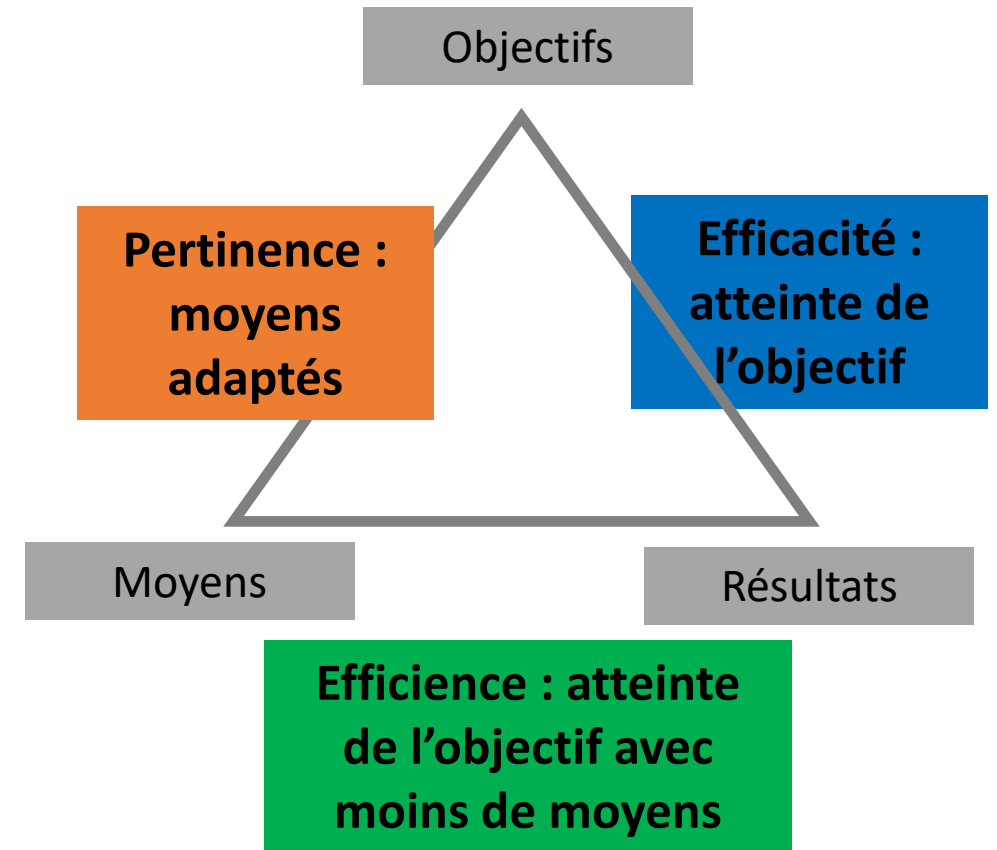 Objectifs
Pertinence :
moyens
adaptés
Efficacité :
atteinte de
l’objectif
Moyens
Résultats
Efficience : atteinte
de l’objectif avec
moins de moyens